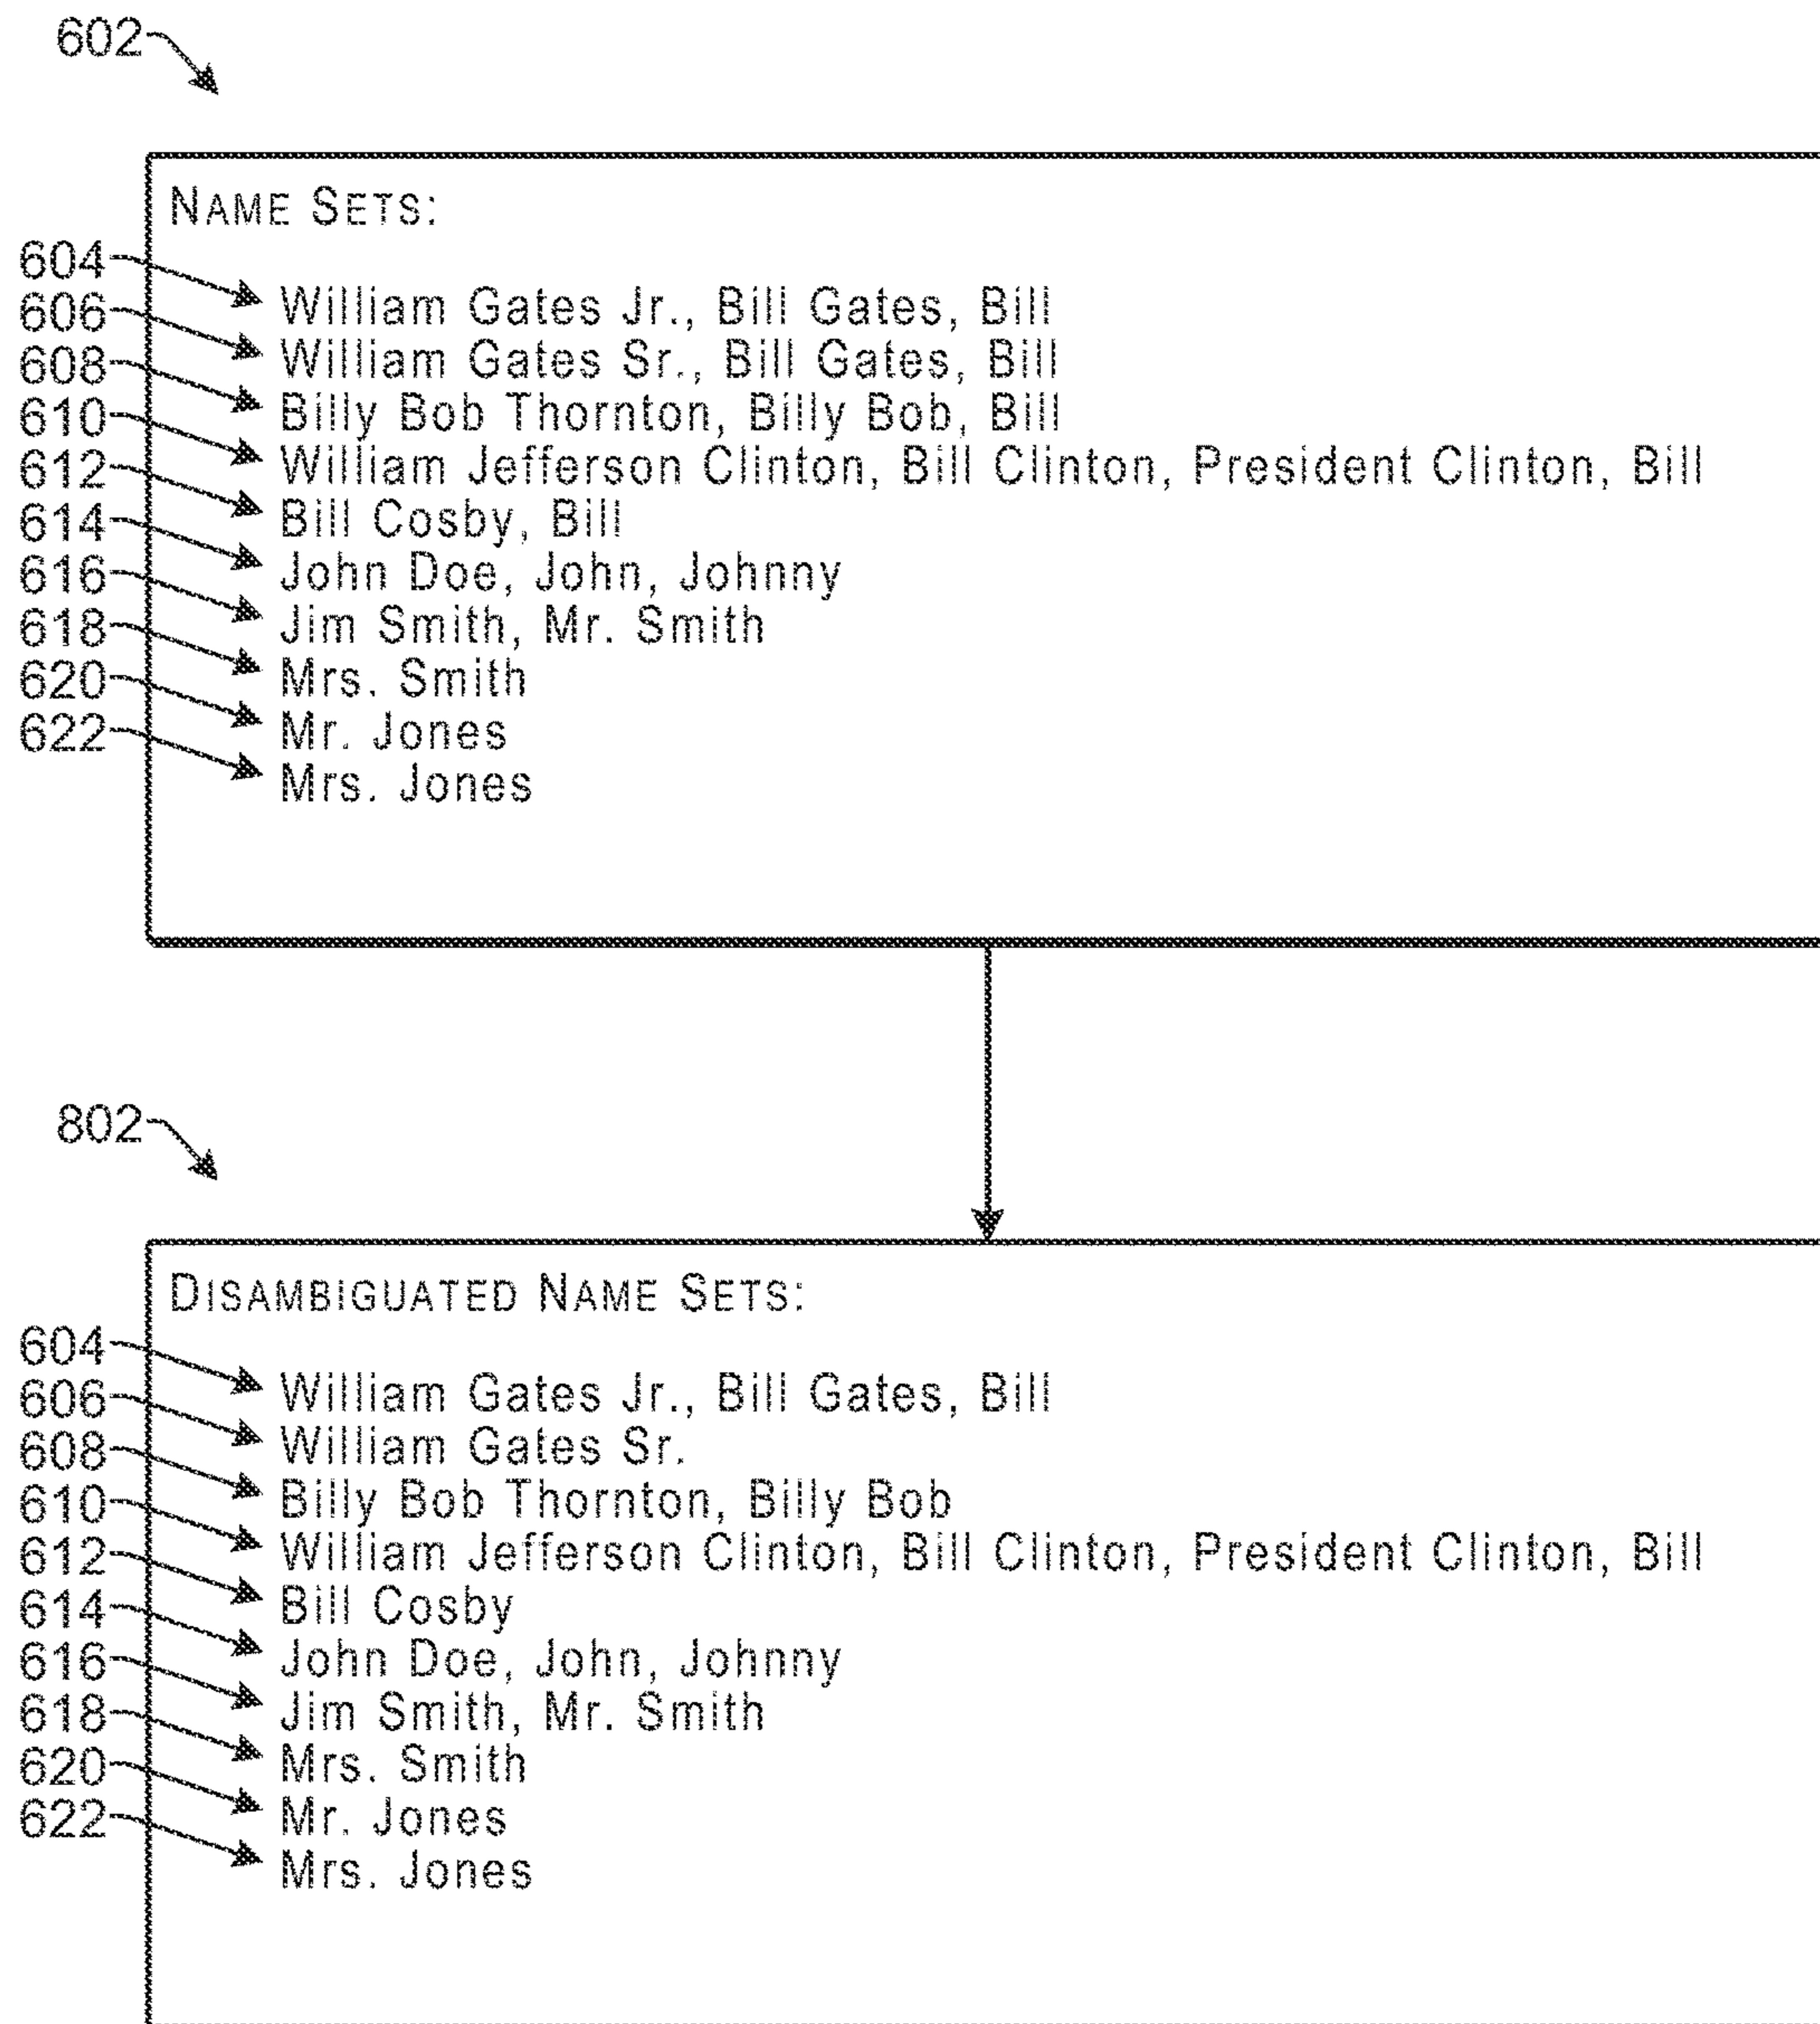 602
NAME SETS:
604
William Gates Jr., Bill Gates, Bill
606
William Gates Sr., Bill Gates, Bill
608
Billy Bob Thornton, Billy Bob, Bill
610
William Jefferson Clinton, Bill Clinton, President Clinton, Bill
612
Bill Cosby, Bill
614
John Doe, John, Johnny
616
Jim Smith, Mr. Smith
618
Mrs. Smith
620
Mr. Jones
622
Mrs. Jones
802
DISAMBIGUATED NAME SETS:
604
William Gates Jr., Bill Gates, Bill
606
William Gates Sr.
608
Billy Bob Thornton, Billy Bob
610
William Jefferson Clinton, Bill Clinton, President Clinton, Bill
612
Bill Cosby
614
John Doe, John, Johnny
616
Jim Smith, Mr. Smith
618
Mrs. Smith
620
Mr. Jones
622
Mrs. Jones